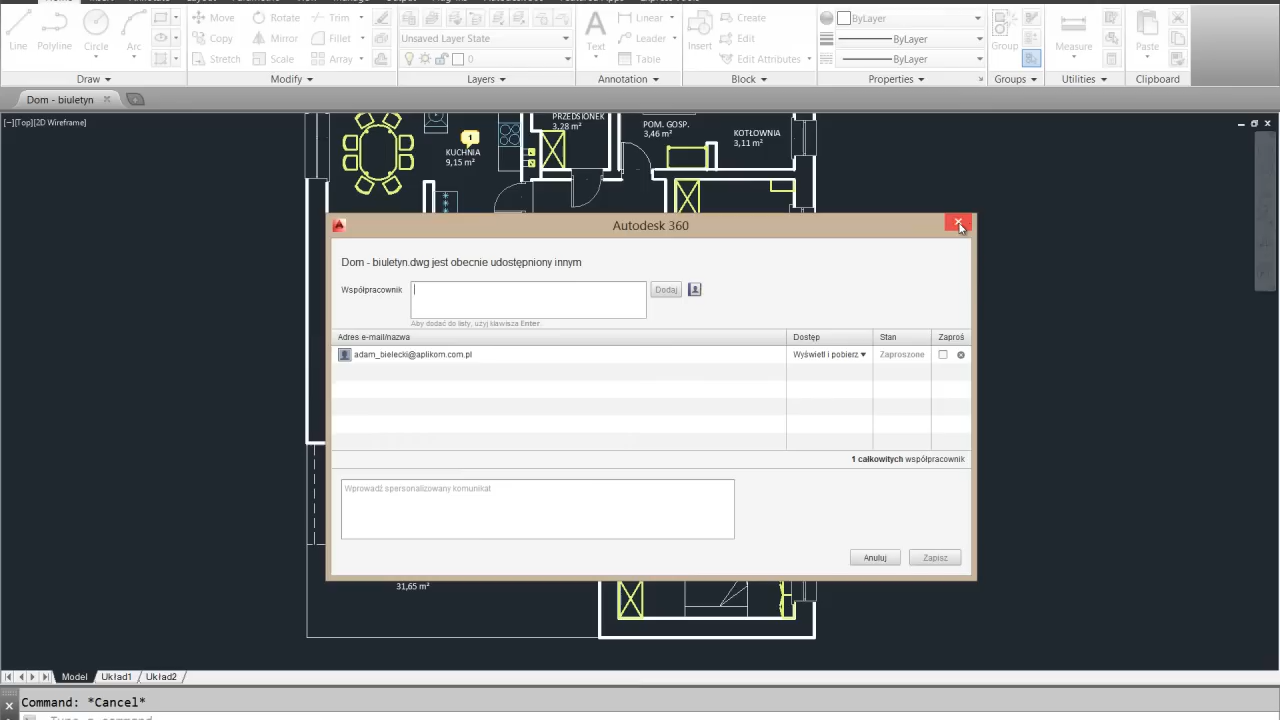 Line
Polyline
Circle
Arc
Move
Rotate
Trim
Copy
Mirror
Fillet
Stretch
Scale
Array
Unsaved Layer State
0
Text
Linear
Leader
Table
Insert
Create
Edit
Edit Attributes
ByLayer
ByLayer
ByLayer
Group
Measure
Paste
Draw
Modify
Layers
Annotation
Block
Properties
Groups
Utilities
Clipboard
Dom - biuletyn
[−][Top][2D Wireframe]
PRZEDSIONEK
3,28 m²
POM. GOSP.
3,46 m²
KOTŁOWNIA
3,11 m²
1
KUCHNIA
9,15 m²
Autodesk 360
Dom - biuletyn.dwg jest obecnie udostępniony innym
Współpracownik
Dodaj
Aby dodać do listy, użyj klawisza Enter
Adres e-mail/nazwa
Dostęp
Stan
Zaproś
adam_bielecki@aplikom.com.pl
Wyświetl i pobierz
Zaproszone
1 całkowitych współpracownik
Wprowadź spersonalizowany komunikat
Anuluj
Zapisz
31,65 m²
Model
Układ1
Układ2
Command: *Cancel*
Type a command